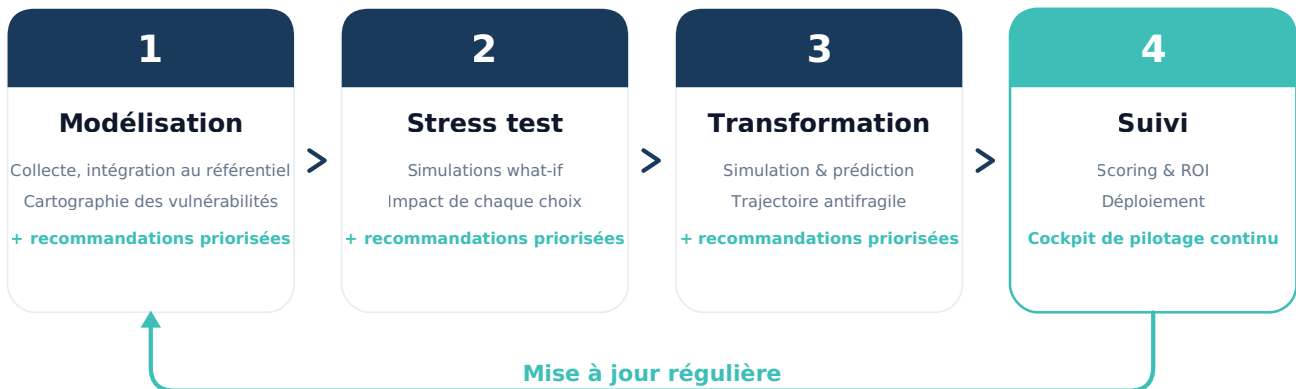 1
Modélisation
Collecte, intégration au référentiel
Cartographie des vulnérabilités
+ recommandations priorisées
>
2
Stress test
Simulations what-if
Impact de chaque choix
+ recommandations priorisées
>
3
Transformation
Simulation & prédiction
Trajectoire antifragile
+ recommandations priorisées
>
4
Suivi
Scoring & ROI
Déploiement
Cockpit de pilotage continu
Mise à jour régulière